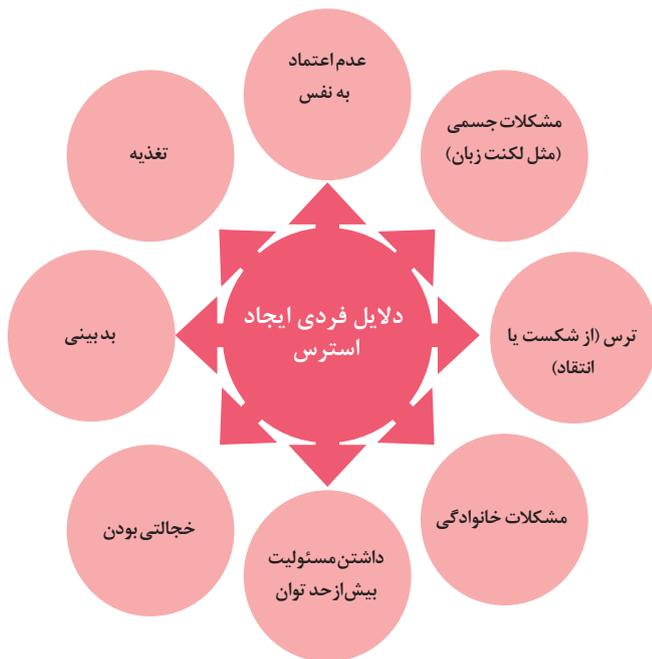 دلایل فردی ایجاد
استرس
عدم اعتماد
به نفس
مشکلات جسمی
(مثل لکنت زبان)
ترس (از شکست یا
انتقاد)
مشکلات خانوادگی
داشتن مسئولیت
بیش از حد توان
خجالتی بودن
بدبینی
تغذیه